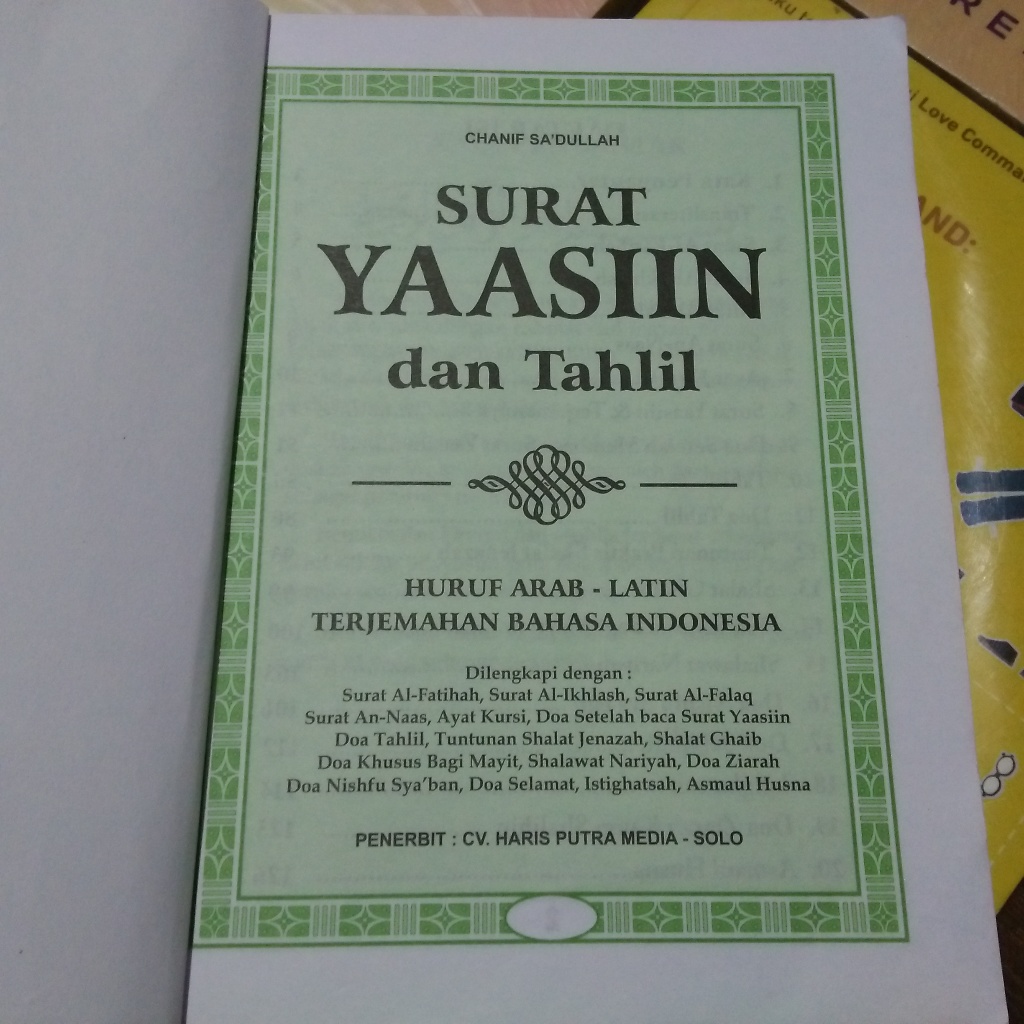 CHANIF SA'DULLAH
SURAT
YAASIIN
dan Tahlil
HURUF ARAB - LATIN
TERJEMAHAN BAHASA INDONESIA
Dilengkapi dengan :
Surat Al-Fatihah, Surat Al-Ikhlash, Surat Al-Falaq
Surat An-Naas, Ayat Kursi, Doa Setelah baca Surat Yaasiin
Doa Tahlil, Tuntunan Shalat Jenazah, Shalat Ghaib
Doa Khusus Bagi Mayit, Shalawat Nariyah, Doa Ziarah
Doa Nishfu Sya'ban, Doa Selamat, Istighatsah, Asmaul Husna
PENERBIT : CV. HARIS PUTRA MEDIA - SOLO
Love
AND: